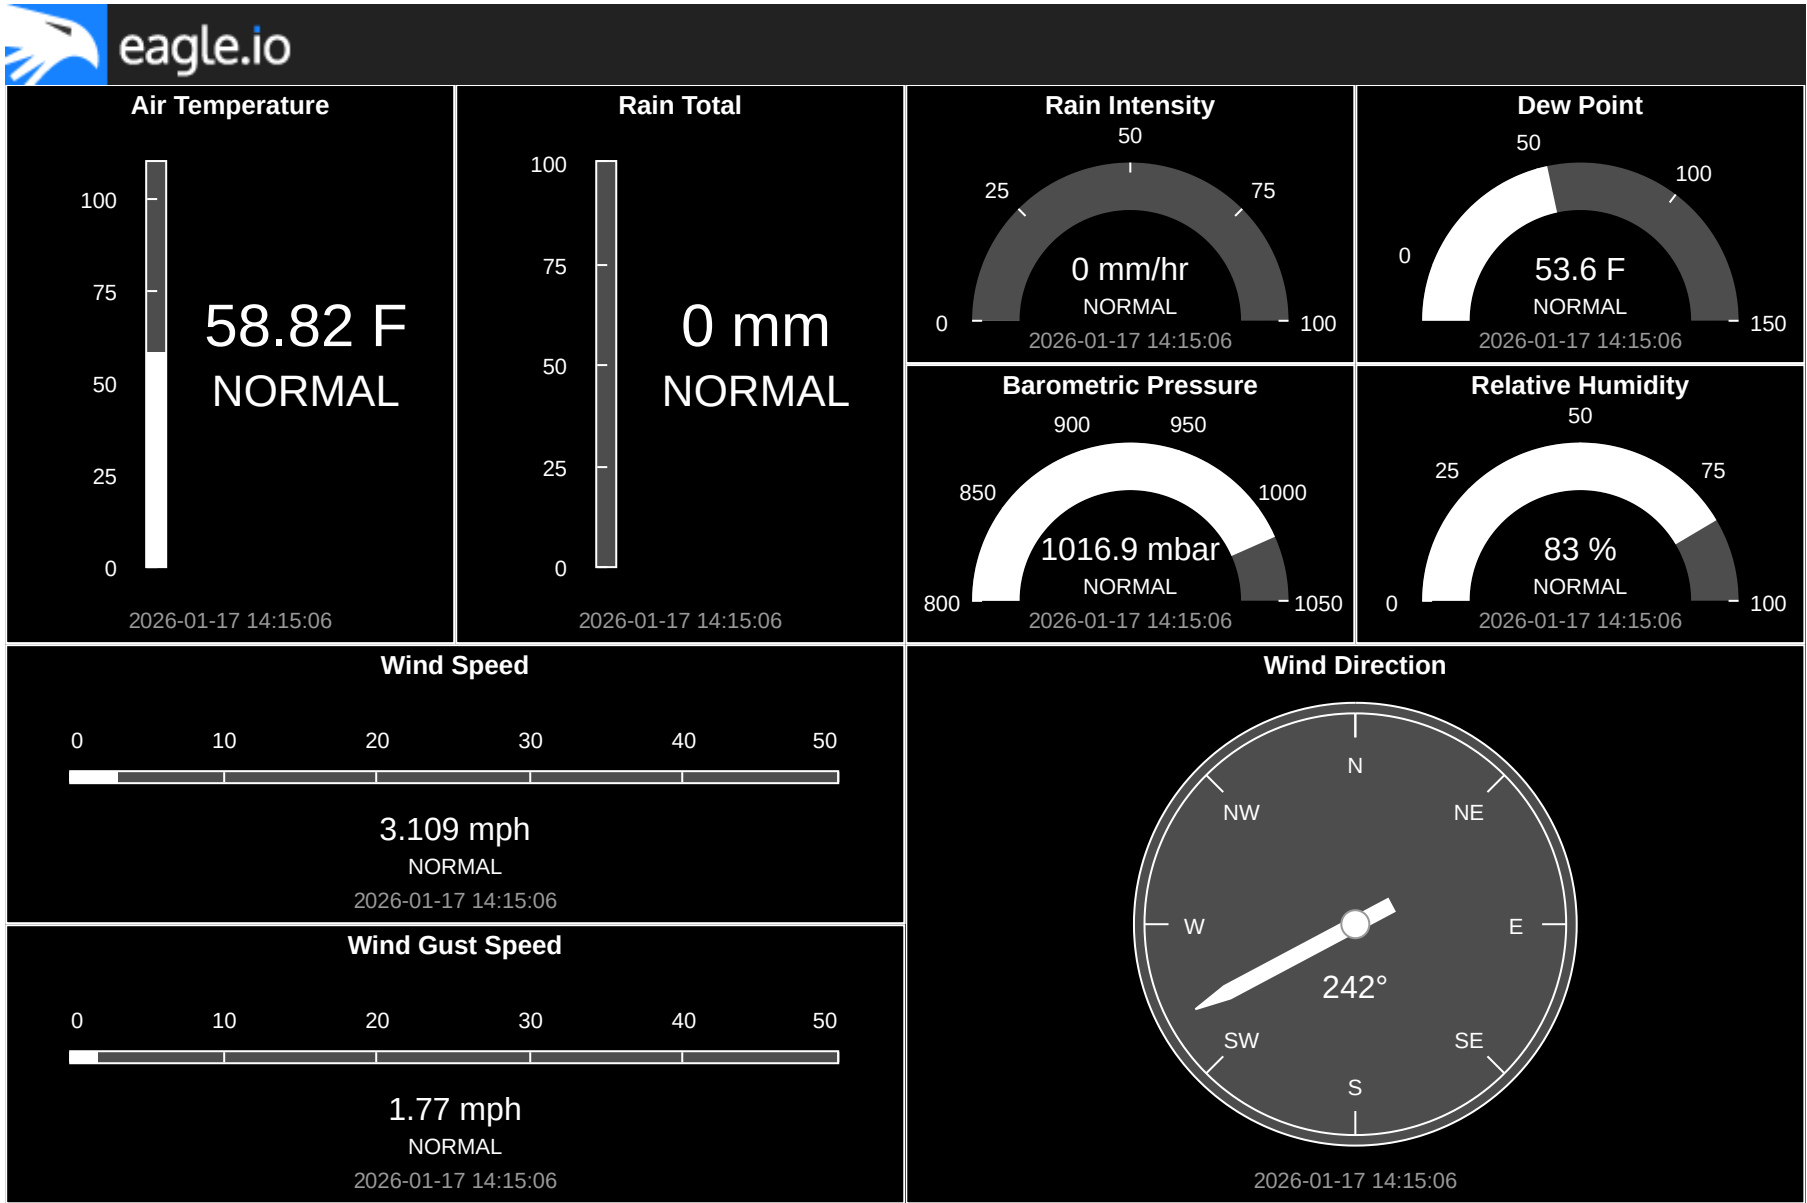 eagle.io
Air Temperature
100
75
50
25
0
58.82 F
NORMAL
2026-01-17 14:15:06
Rain Total
100
75
50
25
0
0 mm
NORMAL
2026-01-17 14:15:06
Rain Intensity
0
25
50
75
100
0 mm/hr
NORMAL
2026-01-17 14:15:06
Dew Point
0
50
100
150
53.6 F
NORMAL
2026-01-17 14:15:06
Barometric Pressure
800
850
900
950
1000
1050
1016.9 mbar
NORMAL
2026-01-17 14:15:06
Relative Humidity
0
25
50
75
100
83 %
NORMAL
2026-01-17 14:15:06
Wind Speed
0 10 20 30 40 50
3.109 mph
NORMAL
2026-01-17 14:15:06
Wind Gust Speed
0 10 20 30 40 50
1.77 mph
NORMAL
2026-01-17 14:15:06
Wind Direction
N
NW NE
W E
242°
SW SE
S
2026-01-17 14:15:06